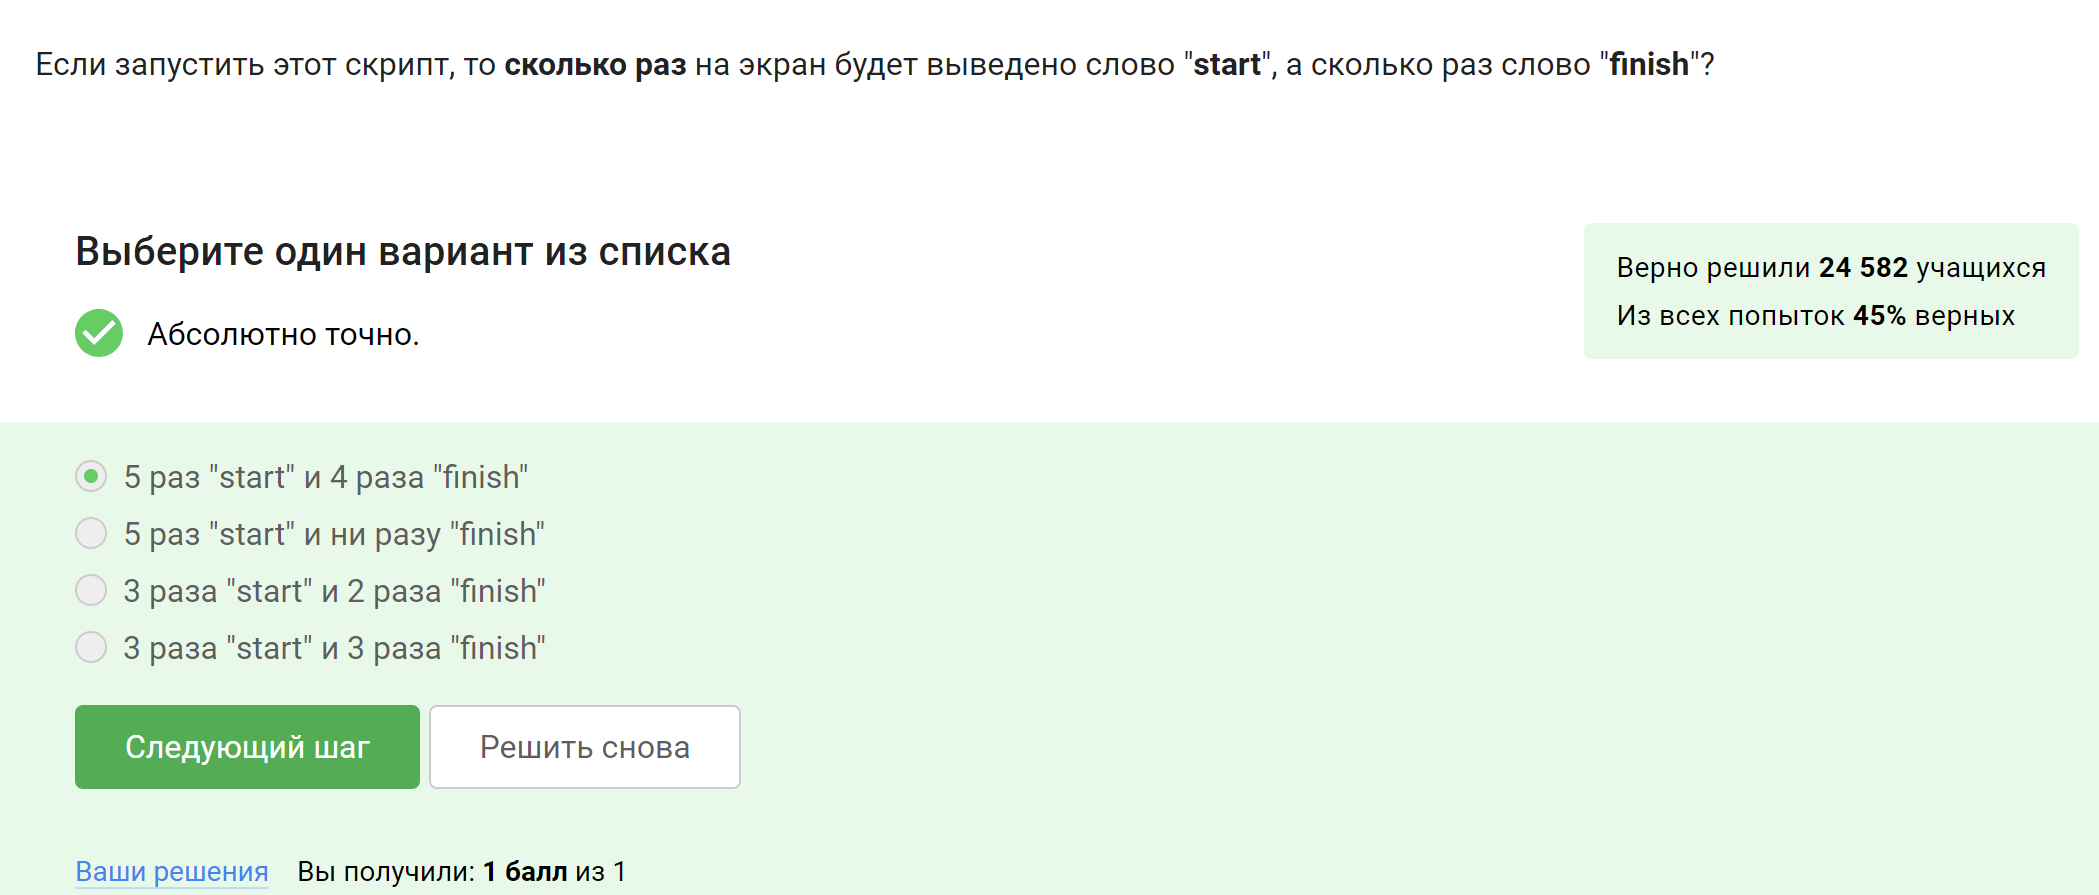 Если запустить этот скрипт, то сколько раз на экран будет выведено слово "start", а сколько раз слово "finish"?
Выберите один вариант из списка
Абсолютно точно.
Верно решили 24 582 учащихся
Из всех попыток 45% верных
5 раз "start" и 4 раза "finish"
5 раз "start" и ни разу "finish"
3 раза "start" и 2 раза "finish"
3 раза "start" и 3 раза "finish"
Следующий шаг
Решить снова
Ваши решения Вы получили: 1 балл из 1